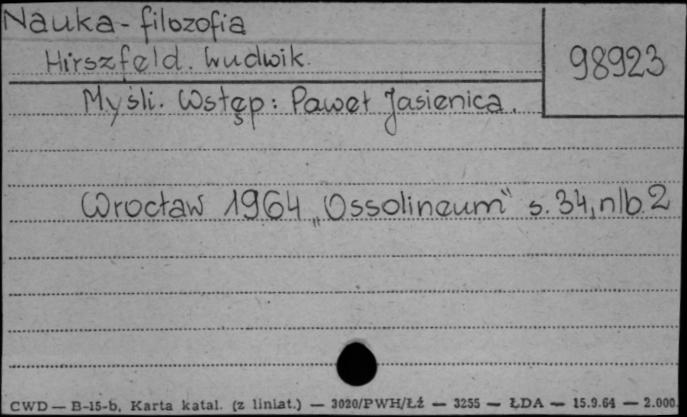 Nauka - filozofia
98923
Hirszfeld. Ludwik.
Myśli. Wstęp: Paweł Jasienica.
Wrocław 1964 „Ossolineum" s. 34, nlb. 2
CWD — B-15-b, Karta katal. (z liniat.) — 3020/PWH/Łź — 3255 — ŁDA — 15.9.64 — 2.000.